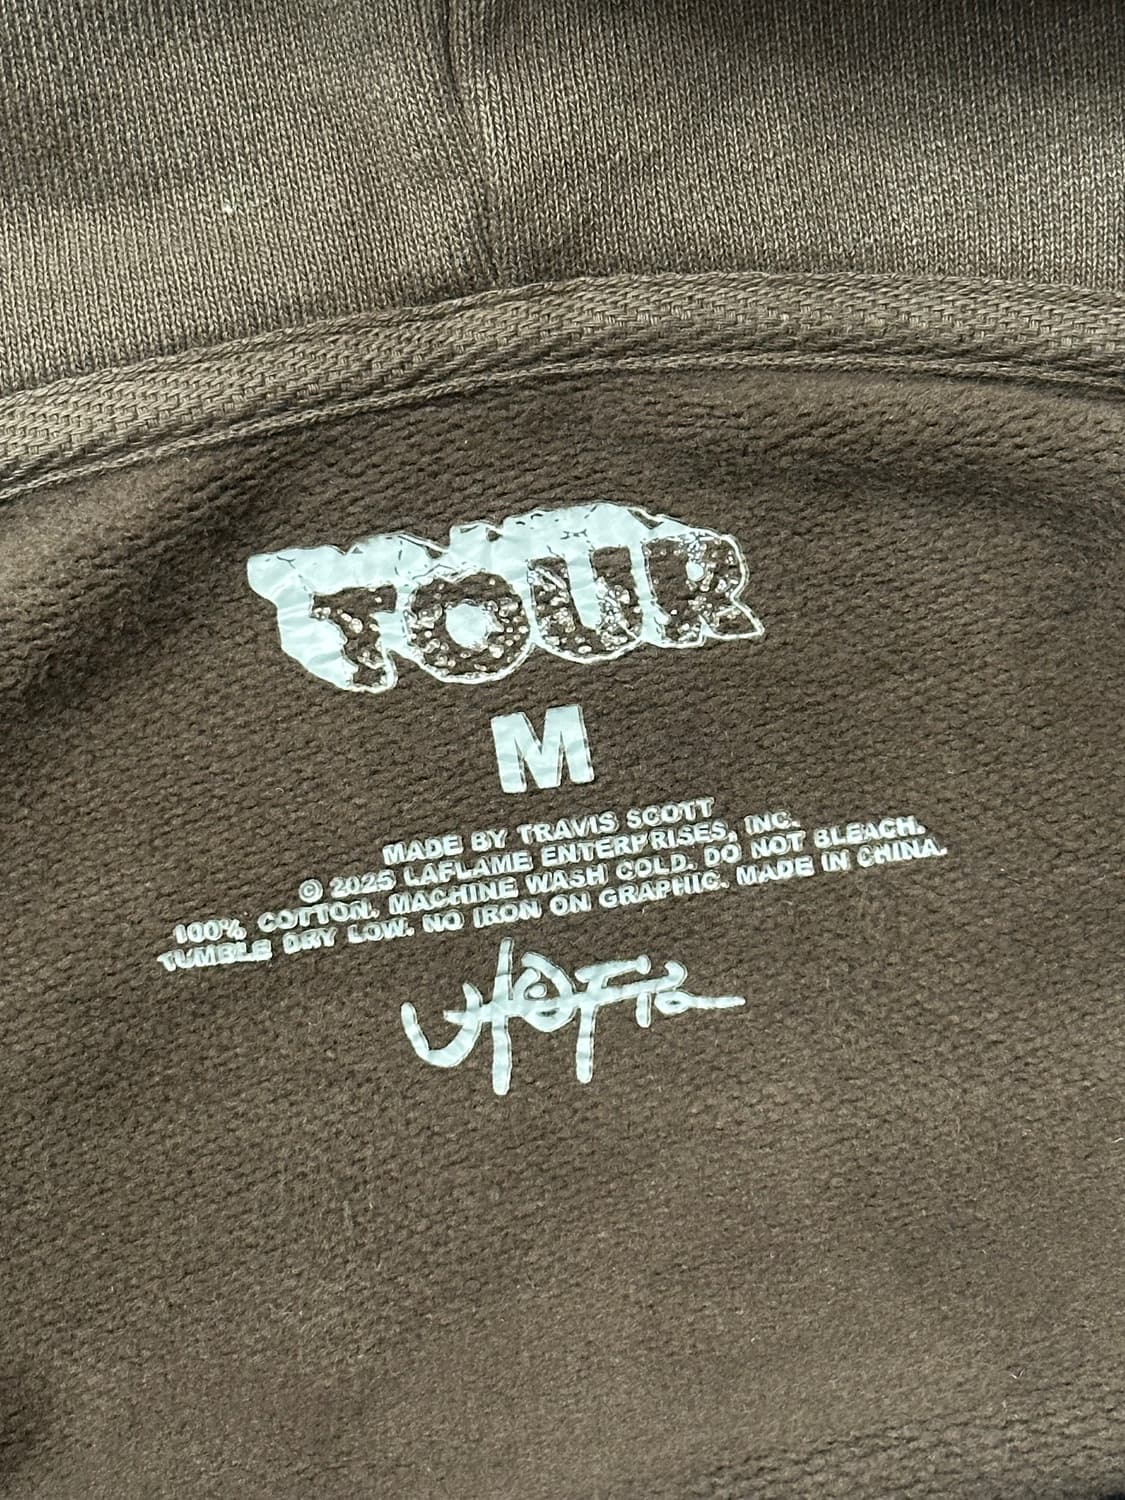 TOUR
M
MADE BY TRAVIS SCOTT
© 2025 LAFLAME ENTERPRISES, INC.
100% COTTON. MACHINE WASH COLD. DO NOT BLEACH.
TUMBLE DRY LOW. NO IRON ON GRAPHIC. MADE IN CHINA.